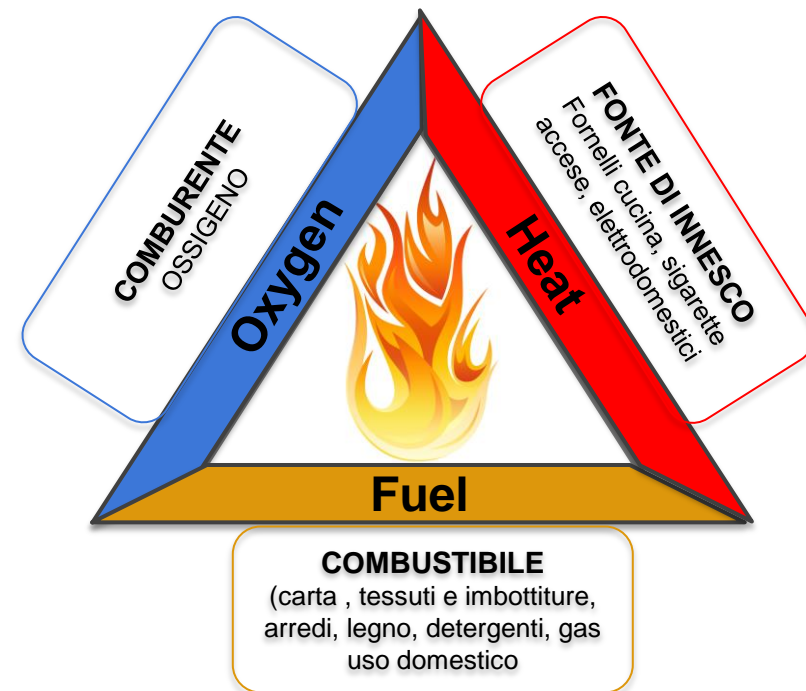 COMBURENTE
OSSIGENO
Oxygen
Heat
FONTE DI INNESCO
Fornelli cucina, sigarette
accese, elettrodomestici
Fuel
COMBUSTIBILE
(carta , tessuti e imbottiture,
arredi, legno, detergenti, gas
uso domestico